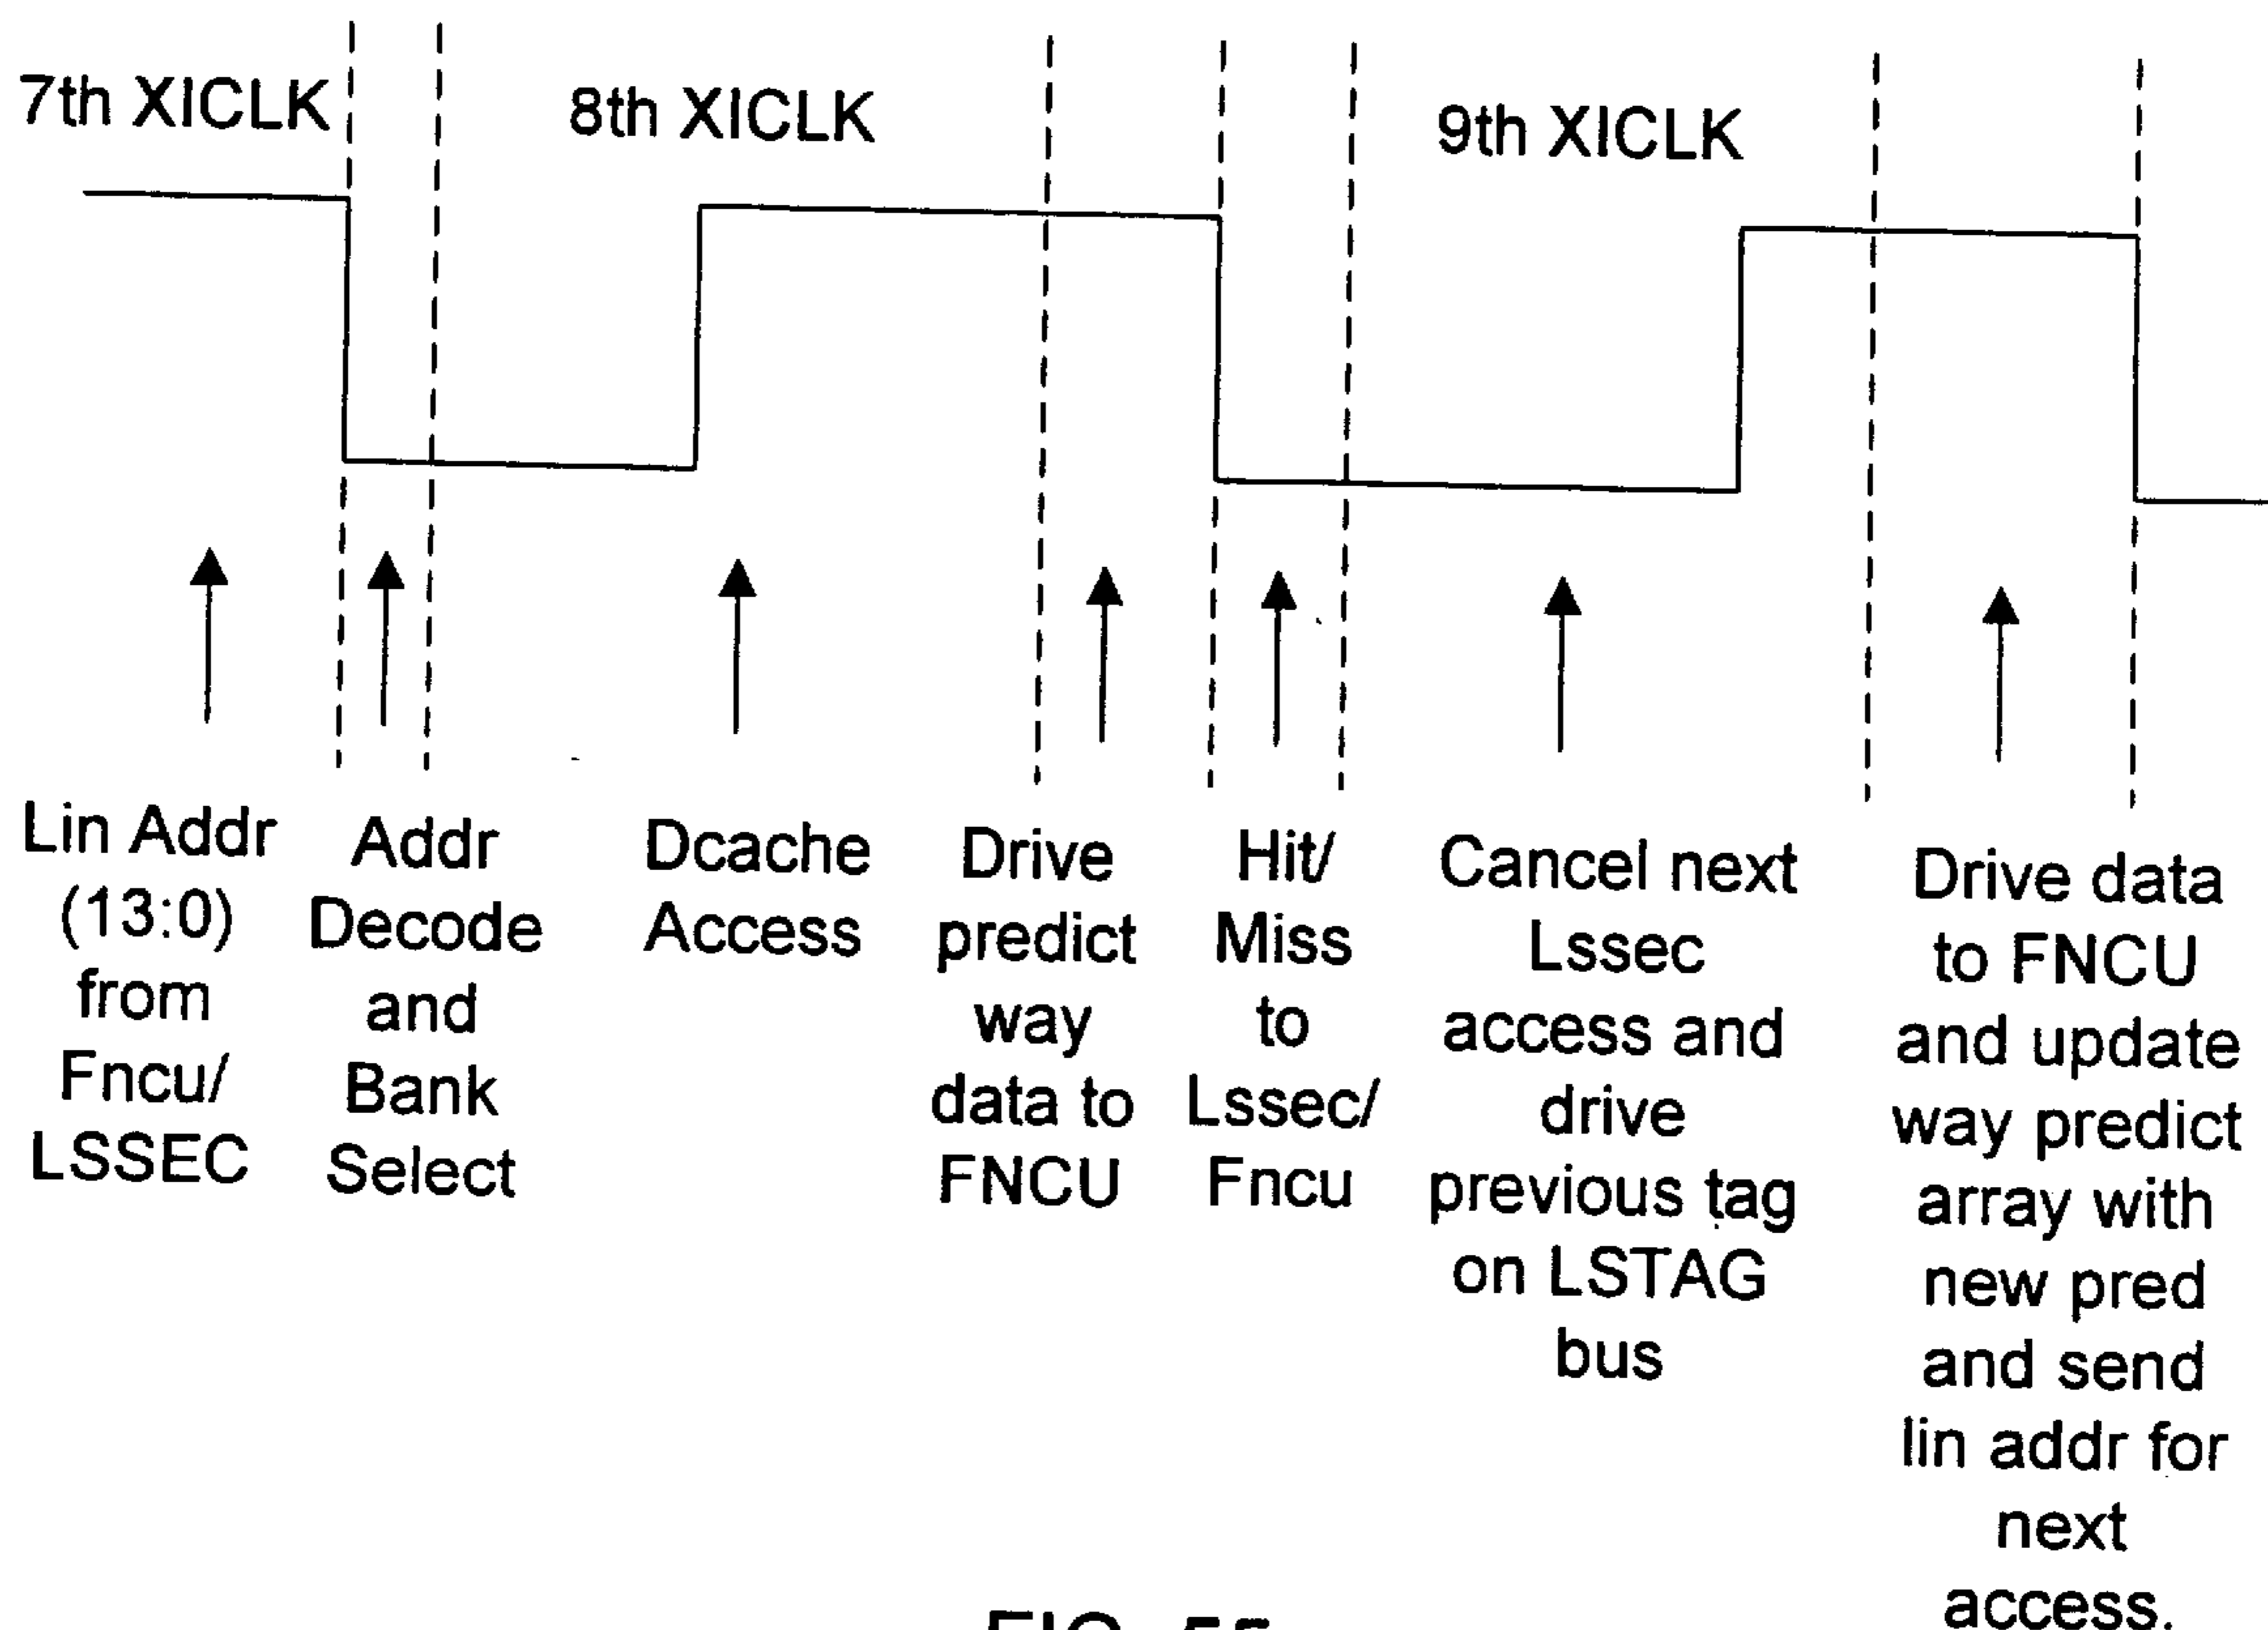 7th XICLK
8th XICLK
9th XICLK
Lin Addr
(13:0)
from
Fncu/
LSSEC
Addr
Decode
and
Bank
Select
Dcache
Access
Drive
predict
way
data to
FNCU
Hit/
Miss
to
Lssec/
Fncu
Cancel next
Lssec
access and
drive
previous tag
on LSTAG
bus
Drive data
to FNCU
and update
way predict
array with
new pred
and send
lin addr for
next
access.